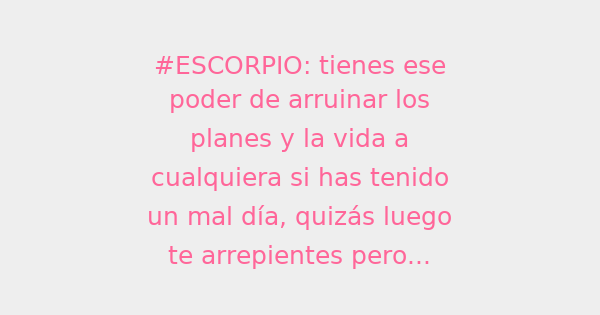 #ESCORPIO: tienes ese
poder de arruinar los
planes y la vida a
cualquiera si has tenido
un mal día, quizás luego
te arrepientes pero...